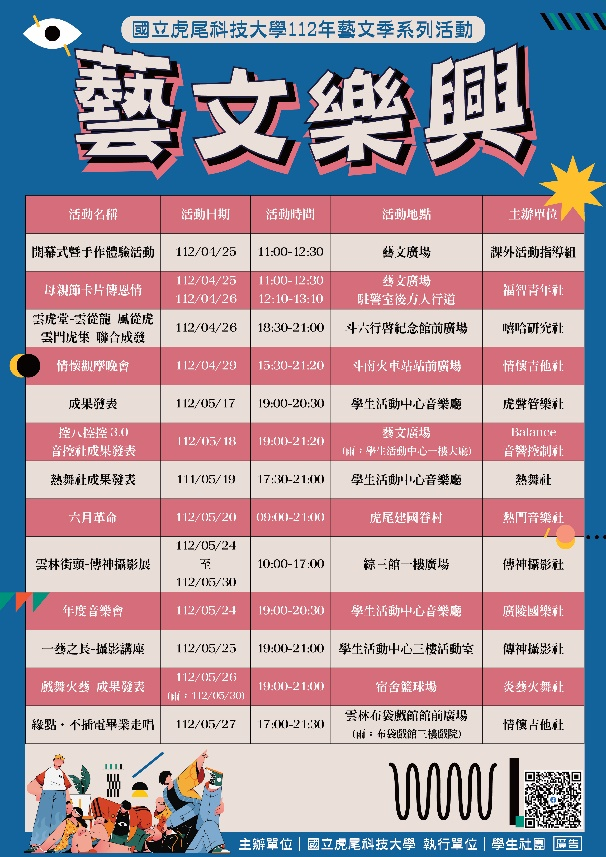 國立虎尾科技大學112年藝文季系列活動
藝文樂興
活動名稱 活動日期 活動時間 活動地點 主辦單位
開幕式暨手作體驗活動 112/04/25 11:00-12:30 藝文廣場 課外活動指導組
母親節卡片傳恩情 112/04/25 11:00-12:30 藝文廣場 福智青年社
112/04/26 12:10-13:10 駐警室後方人行道
雲虎堂-雲從龍 風從虎 112/04/26 18:30-21:00 斗六行啓紀念館前廣場 嘻哈研究社
雲門虎集 聯合成發
情懷觀摩晚會 112/04/29 15:30-21:20 斗南火車站站前廣場 情懷吉他社
成果發表 112/05/17 19:00-20:30 學生活動中心音樂廳 虎聲管樂社
控八控控 3.0 112/05/18 19:00-21:20 藝文廣場 Balance
音控社成果發表 (雨：學生活動中心一樓大廳) 音響控制社
熱舞社成果發表 111/05/19 17:30-21:00 學生活動中心音樂廳 熱舞社
六月革命 112/05/20 09:00-21:00 虎尾建國眷村 熱門音樂社
雲林街頭-傳神攝影展 112/05/24 至 112/05/30 10:00-17:00 綜三館一樓廣場 傳神攝影社
年度音樂會 112/05/24 19:00-20:30 學生活動中心音樂廳 廣陵國樂社
一藝之長-攝影講座 112/05/25 19:00-21:00 學生活動中心三樓活動室 傳神攝影社
戲舞火藝 成果發表 112/05/26 19:00-21:00 宿舍籃球場 炎藝火舞社
(雨：112/05/30)
緣點・不插電畢業走唱 112/05/27 17:00-21:30 雲林布袋戲館館前廣場 情懷吉他社
(雨：布袋戲館三樓戲院)
主辦單位｜國立虎尾科技大學 執行單位｜學生社團 廣告